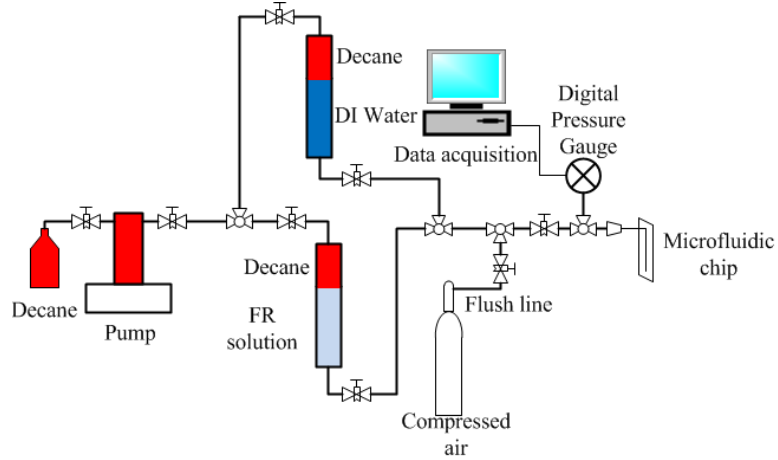 Decane
DI Water
Data acquisition
Digital
Pressure
Gauge
Decane
Pump
Decane
FR
solution
Flush line
Compressed
air
Microfluidic
chip